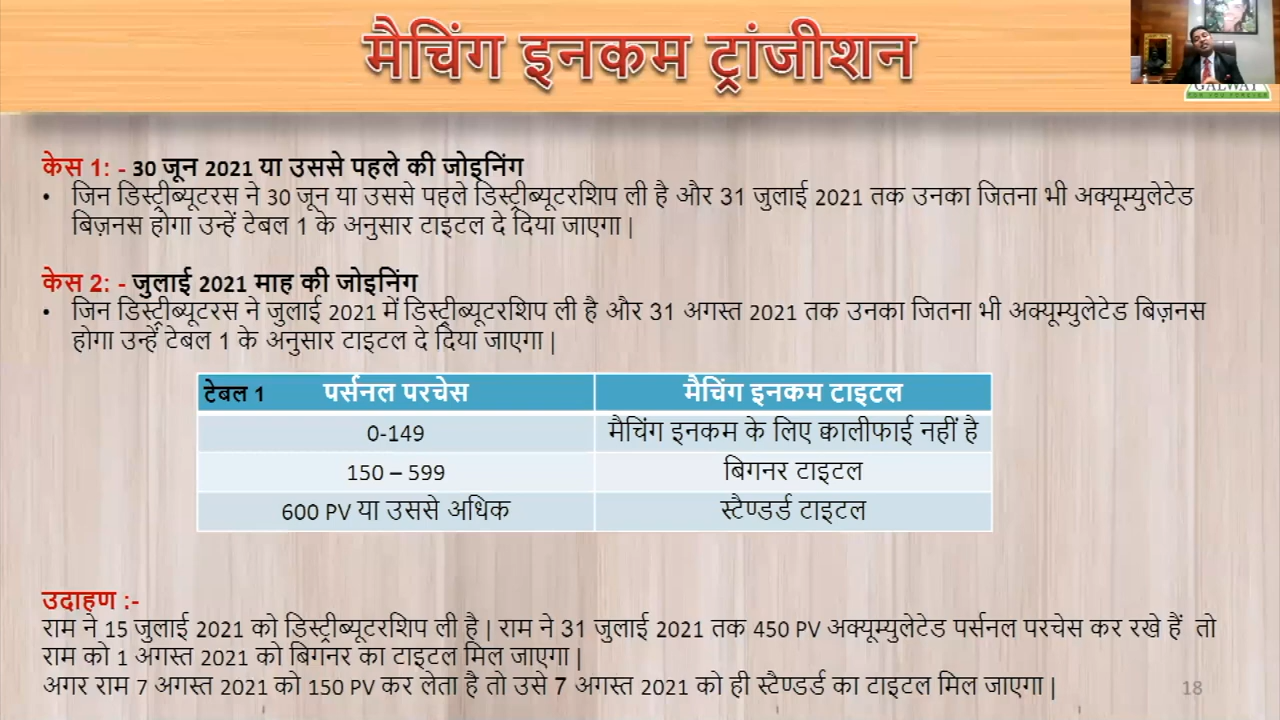 मैचिंग इनकम ट्रांजीशन
GALWAY
केस 1: - 30 जून 2021 या उससे पहले की जोइनिंग
• जिन डिस्ट्रीब्यूटरस ने 30 जून या उससे पहले डिस्ट्रीब्यूटरशिप ली है और 31 जुलाई 2021 तक उनका जितना भी अक्यूम्युलेटेड
बिज़नस होगा उन्हें टेबल 1 के अनुसार टाइटल दे दिया जाएगा |
केस 2: - जुलाई 2021 माह की जोइनिंग
• जिन डिस्ट्रीब्यूटरस ने जुलाई 2021 में डिस्ट्रीब्यूटरशिप ली है और 31 अगस्त 2021 तक उनका जितना भी अक्यूम्युलेटेड बिज़नस
होगा उन्हें टेबल 1 के अनुसार टाइटल दे दिया जाएगा |
टेबल 1 पर्सनल परचेस मैचिंग इनकम टाइटल
0-149 मैचिंग इनकम के लिए क्वालीफाई नहीं है
150 – 599 बिगनर टाइटल
600 PV या उससे अधिक स्टैण्डर्ड टाइटल
उदाहण :-
राम ने 15 जुलाई 2021 को डिस्ट्रीब्यूटरशिप ली है | राम ने 31 जुलाई 2021 तक 450 PV अक्यूम्युलेटेड पर्सनल परचेस कर रखे हैं तो
राम को 1 अगस्त 2021 को बिगनर का टाइटल मिल जाएगा |
अगर राम 7 अगस्त 2021 को 150 PV कर लेता है तो उसे 7 अगस्त 2021 को ही स्टैण्डर्ड का टाइटल मिल जाएगा |
18